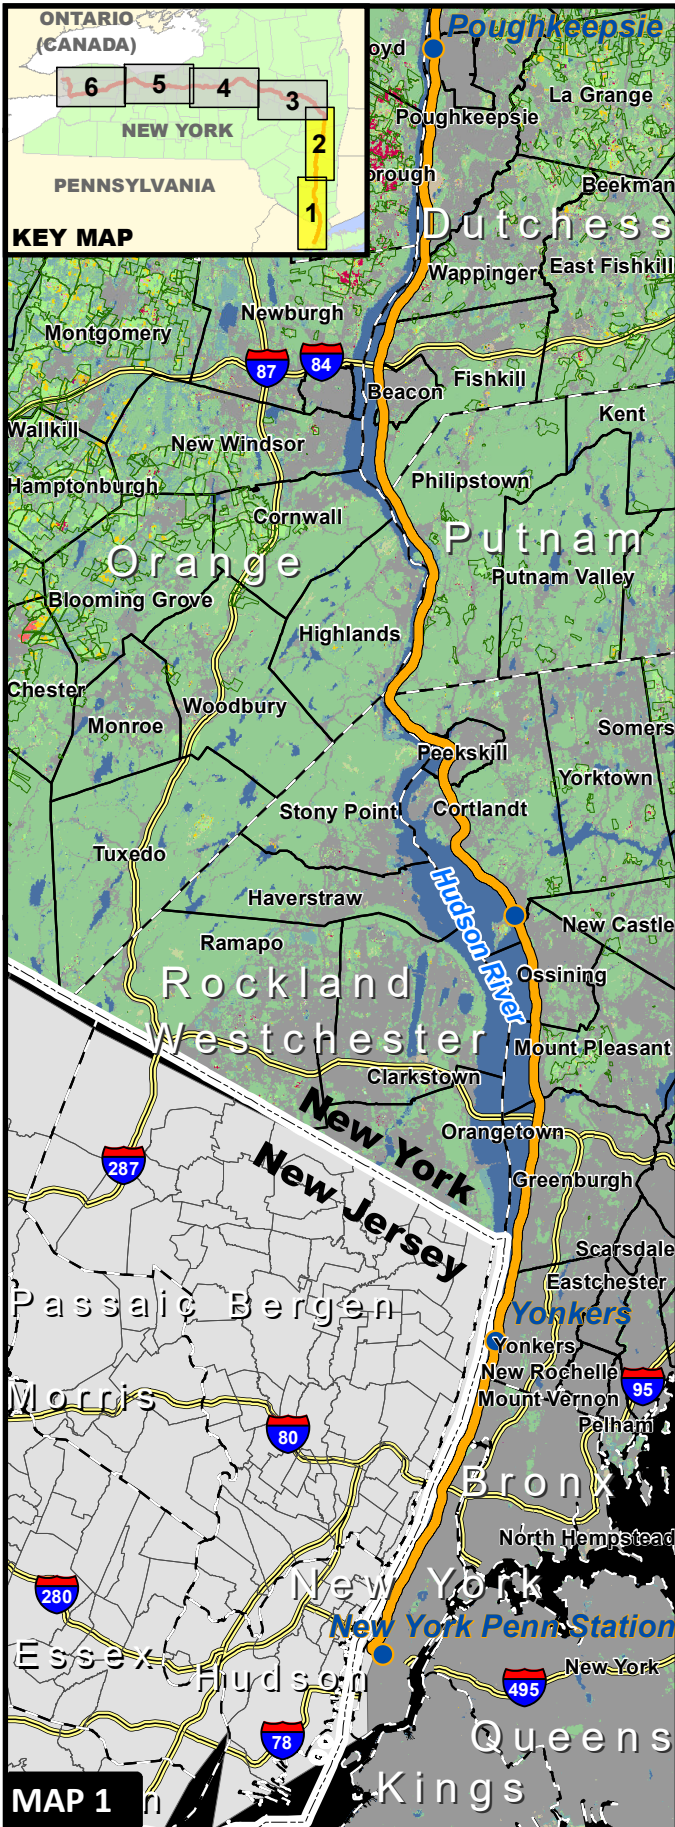 ONTARIO
(CANADA)
6
5
4
3
NEW YORK
2
PENNSYLVANIA
1
KEY MAP
Poughkeepsie
oyd
La Grange
Poughkeepsie
orough
Beekman
Dutchess
East Fishkill
Wappinger
Newburgh
Montgomery
84
87
Fishkill
Beacon
Kent
Wallkill
New Windsor
Philipstown
Hamptonburgh
Cornwall
Putnam
Orange
Putnam Valley
Blooming Grove
Highlands
Chester
Woodbury
Monroe
Somers
Peekskill
Yorktown
Stony Point
Cortlandt
Tuxedo
Hudson River
Haverstraw
New Castle
Ramapo
Ossining
Rockland
Westchester
Mount Pleasant
Clarkstown
New York
Orangetown
287
New Jersey
Greenburgh
Scarsdale
Eastchester
Passaic
Bergen
Yonkers
Yonkers
New Rochelle
95
Morris
Mount Vernon
Pelham
80
Bronx
North Hempstead
New York
280
New York Penn Station
Essex
New York
Hudson
495
78
Queens
Kings
MAP 1
n